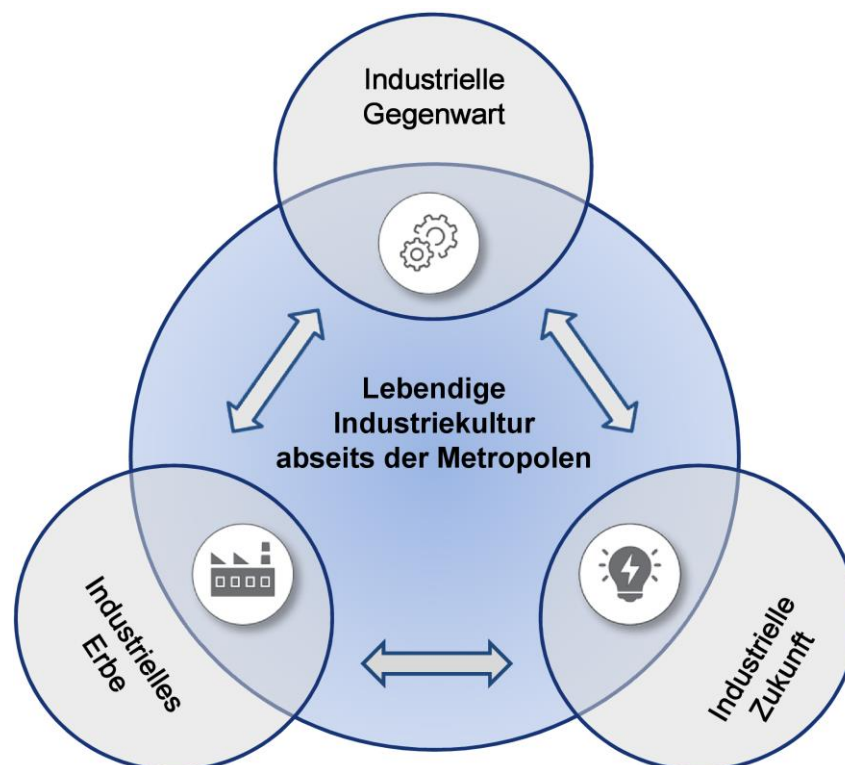 Industrielle
Gegenwart
Lebendige
Industriekultur
abseits der Metropolen
Industrielles
Erbe
Industrielle
Zukunft